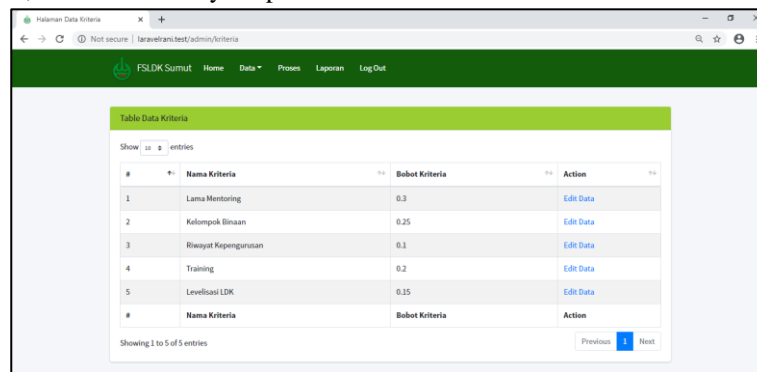 Halaman Data Kriteria
Not secure | laravelrani.test/admin/kriteria
FSLDK Sumut Home Data Proses Laporan Log Out
Table Data Kriteria
Show 10 entries
# Nama Kriteria Bobot Kriteria Action
1 Lama Mentoring 0.3 Edit Data
2 Kelompok Binaan 0.25 Edit Data
3 Riwayat Kepengurusan 0.1 Edit Data
4 Training 0.2 Edit Data
5 Levelisasi LDK 0.15 Edit Data
# Nama Kriteria Bobot Kriteria Action
Showing 1 to 5 of 5 entries Previous 1 Next